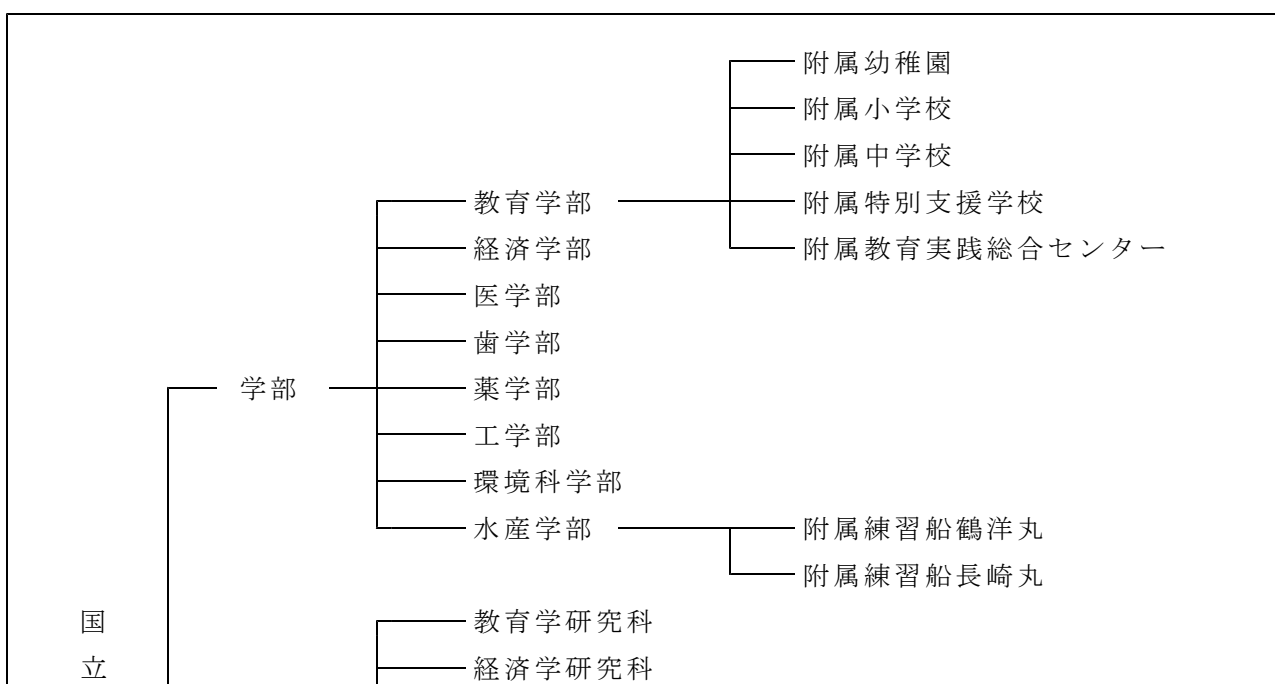 附属幼稚園
附属小学校
附属中学校
教育学部 附属特別支援学校
経済学部 附属教育実践総合センター
医学部
歯学部
学部 薬学部
工学部
環境科学部
水産学部 附属練習船鶴洋丸
附属練習船長崎丸
国 教育学研究科
立 経済学研究科